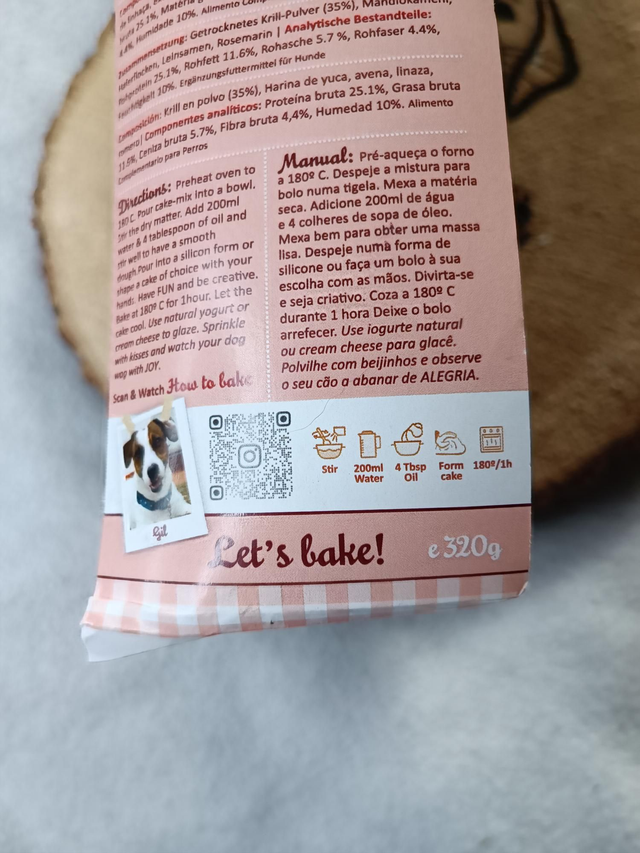 25.1%, Matéria
4.4%, Humidade 10%. Alimento
Zusammensetzung: Getrocknetes Krill-Pulver (35%),
Haferflocken, Leinsamen, Rosemarin | Analytische Bestandteile:
Rohprotein 25.1%, Rohfett 11.6%, Rohasche 5.7 %, Rohfaser 4.4%,
Feuchtigkeit 10%. Ergänzungsfuttermittel für Hunde
Composición: Krill en polvo (35%), Harina de yuca, avena, linaza,
romero| Componentes analíticos: Proteína bruta 25.1%, Grasa bruta
11.6%, Ceniza bruta 5.7%, Fibra bruta 4,4%, Humedad 10%. Alimento
Complementario para Perros
Directions: Preheat oven to
180 C. Pour cake-mix into a bowl.
the dry matter. Add 200ml
water & 4 tablespoon of oil and
stir well to have a smooth
dough.Pour into a silicon form or
shape a cake of choice with your
hands. Have FUN and be creative.
Bake at 180º C for 1hour. Let the
cake cool. Use natural yogurt or
cream cheese to glaze. Sprinkle
with kisses and watch your dog
wag with JOY.
Scan & Watch How to bake
Manual: Pré-aqueça o forno
a 180º C. Despeje a mistura para
bolo numa tigela. Mexa a matéria
seca. Adicione 200ml de água
e 4 colheres de sopa de óleo.
Mexa bem para obter uma massa
lisa. Despeje numa forma de
silicone ou faça um bolo à sua
escolha com as mãos. Divirta-se
e seja criativo. Coza a 180º C
durante 1 hora Deixe o bolo
arrefecer. Use iogurte natural
ou cream cheese para glacê.
Polvilhe com beijinhos e observe
o seu cão a abanar de ALEGRIA.
Gil
Stir
200ml
Water
4 Tbsp
Oil
Form
cake
180º/1h
Let's bake!
e 320g